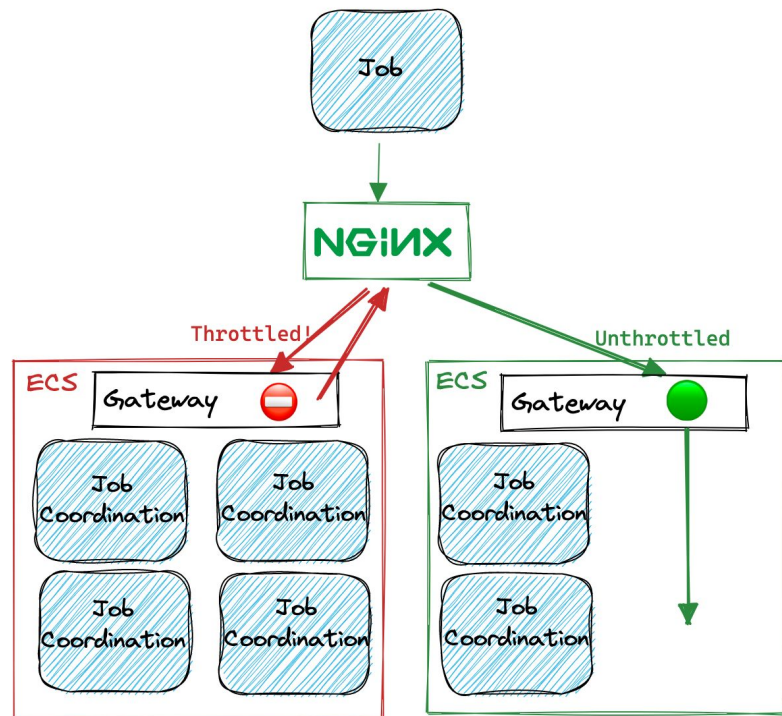 Job
NGINX
Throttled!
Unthrottled
ECS
Gateway
ECS
Gateway
Job
Coordination
Job
Coordination
Job
Coordination
Job
Coordination
Job
Coordination
Job
Coordination